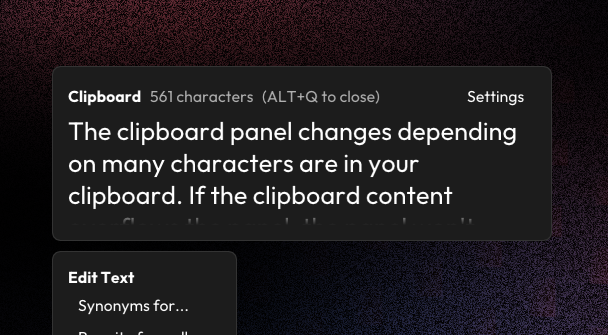 Clipboard 561 characters (ALT+Q to close) Settings
The clipboard panel changes depending
on many characters are in your
clipboard. If the clipboard content
Edit Text
Synonyms for...